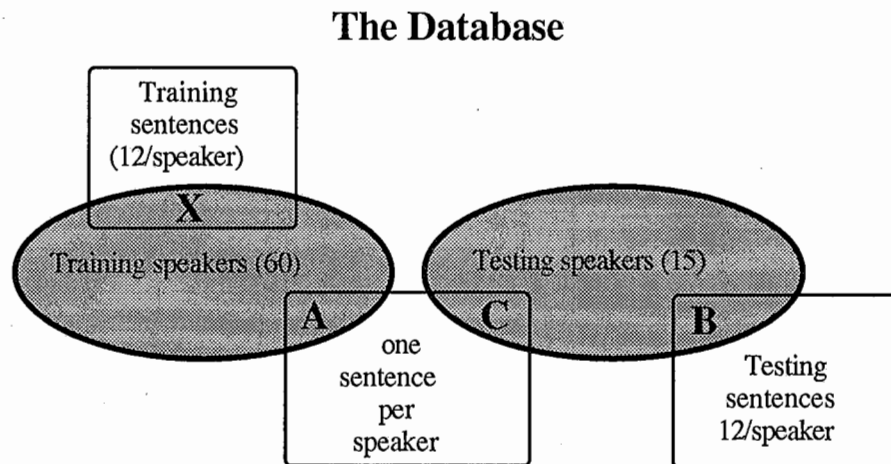 The Database
Training
sentences
(12/speaker)
X
Training speakers (60)
Testing speakers (15)
A
C
B
one
sentence
per
speaker
Testing
sentences
12/speaker